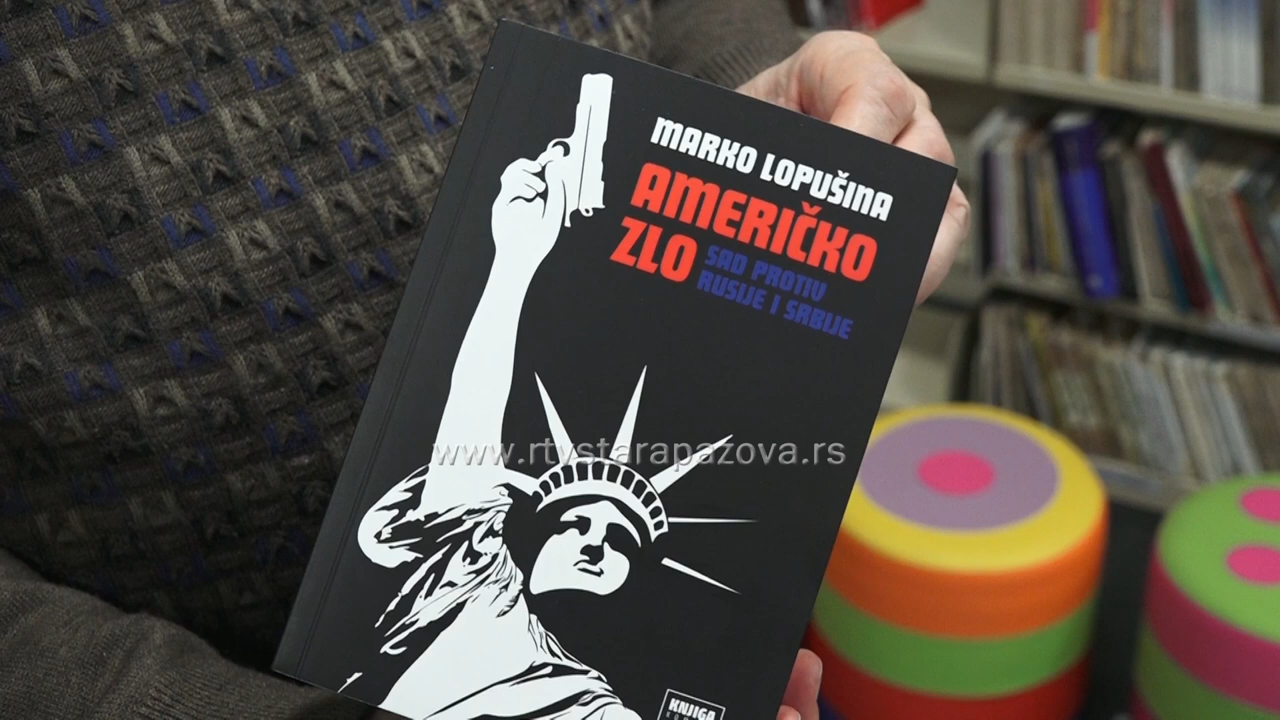 MARKO LOPUŠINA
AMERIČKO
ZLO
SAD PROTIV
RUSIJE I SRBIJE
www.rtvstarapazova.rs
KNJIGA